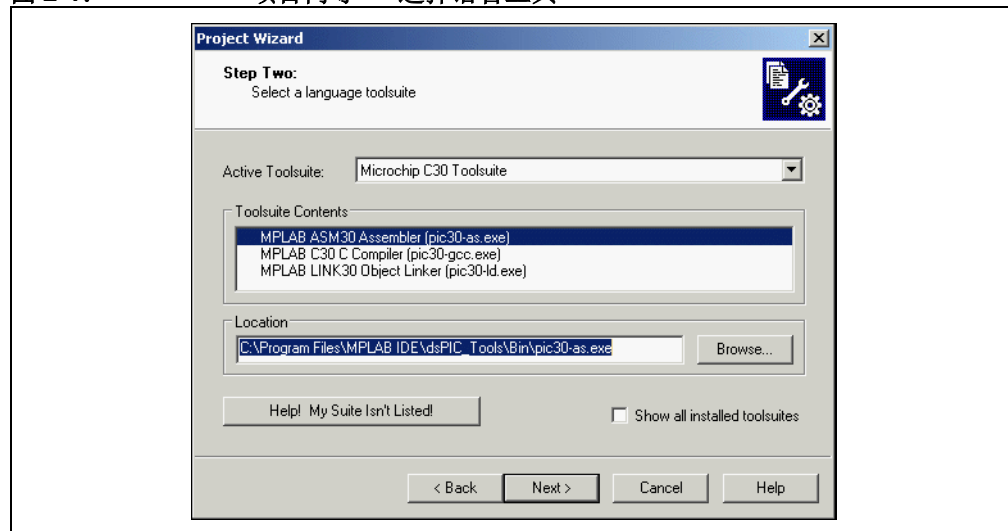 Project Wizard
Step Two:
Select a language toolsuite
Active Toolsuite: Microchip C30 Toolsuite
Toolsuite Contents
MPLAB ASM30 Assembler (pic30-as.exe)
MPLAB C30 C Compiler (pic30-gcc.exe)
MPLAB LINK30 Object Linker (pic30-ld.exe)
Location
C:\Program Files\MPLAB IDE\dsPIC_Tools\Bin\pic30-as.exe Browse...
Help! My Suite Isn't Listed! Show all installed toolsuites
< Back Next > Cancel Help